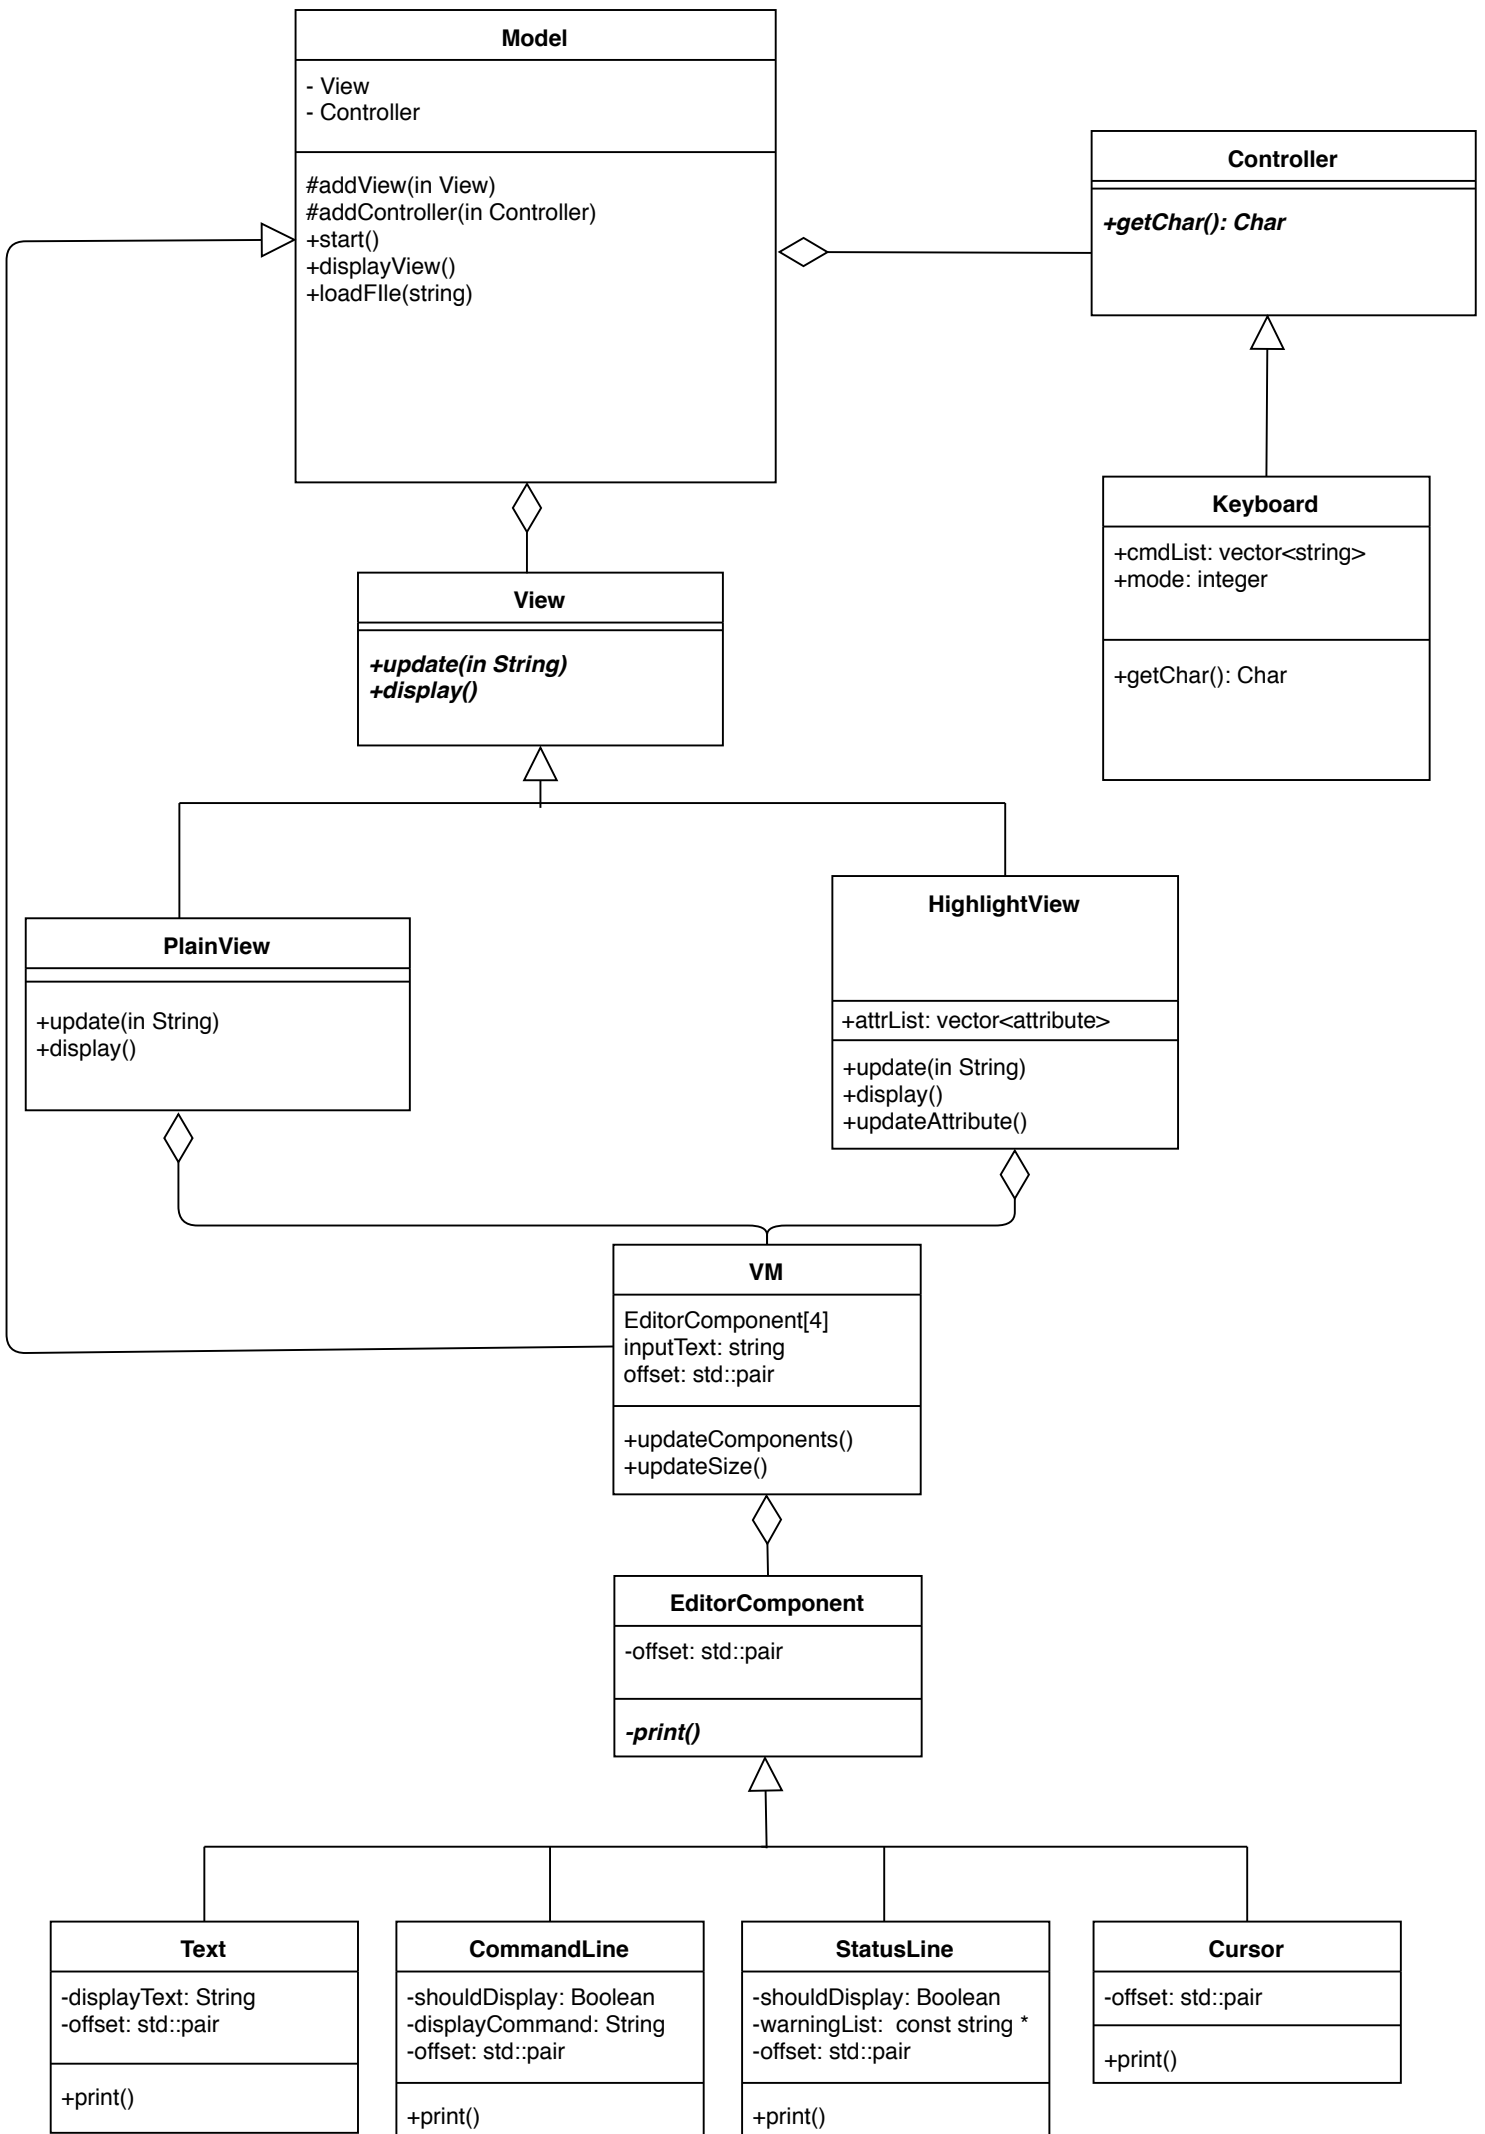 Model
- View
- Controller
#addView(in View)
#addController(in Controller)
+start()
+displayView()
+loadFIle(string)
Controller
+getChar(): Char
Keyboard
+cmdList: vector<string>
+mode: integer
+getChar(): Char
View
+update(in String)
+display()
PlainView
+update(in String)
+display()
HighlightView
+attrList: vector<attribute>
+update(in String)
+display()
+updateAttribute()
VM
EditorComponent[4]
inputText: string
offset: std::pair
+updateComponents()
+updateSize()
EditorComponent
-offset: std::pair
-print()
Text
-displayText: String
-offset: std::pair
+print()
CommandLine
-shouldDisplay: Boolean
-displayCommand: String
-offset: std::pair
+print()
StatusLine
-shouldDisplay: Boolean
-warningList:  const string *
-offset: std::pair
+print()
Cursor
-offset: std::pair
+print()